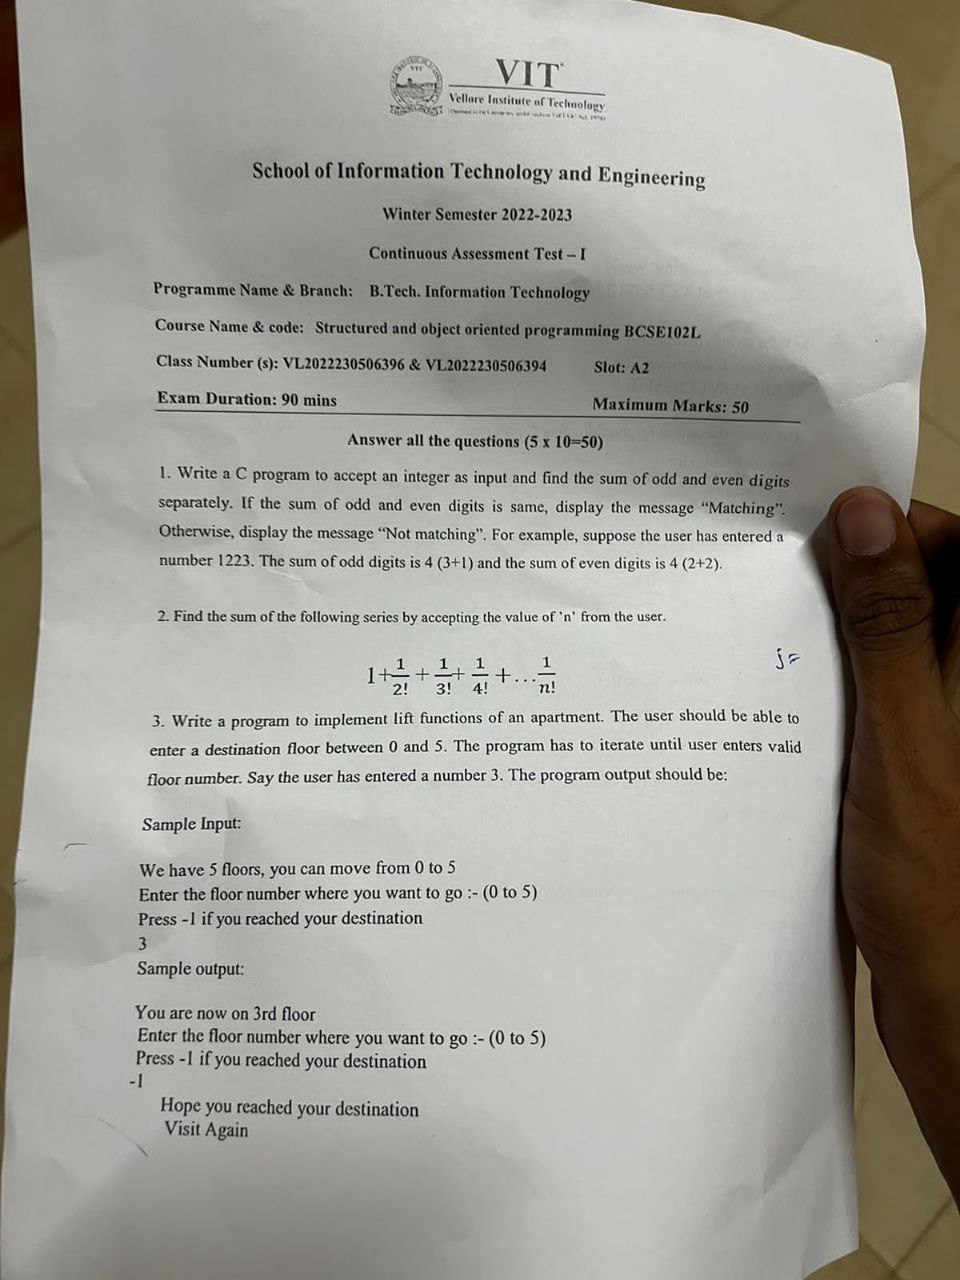 VIT
VIT
Vellore Institute of Technology
School of Information Technology and Engineering
Winter Semester 2022-2023
Continuous Assessment Test – I
Programme Name & Branch: B.Tech. Information Technology
Course Name & code: Structured and object oriented programming BCSE102L
Class Number (s): VL2022230506396 & VL2022230506394 Slot: A2
Exam Duration: 90 mins Maximum Marks: 50
Answer all the questions (5 x 10=50)
1. Write a C program to accept an integer as input and find the sum of odd and even digits
separately. If the sum of odd and even digits is same, display the message “Matching”.
Otherwise, display the message “Not matching”. For example, suppose the user has entered a
number 1223. The sum of odd digits is 4 (3+1) and the sum of even digits is 4 (2+2).
2. Find the sum of the following series by accepting the value of 'n' from the user.
j=
1+1/2!+1/3!+1/4!+...1/n!
3. Write a program to implement lift functions of an apartment. The user should be able to
enter a destination floor between 0 and 5. The program has to iterate until user enters valid
floor number. Say the user has entered a number 3. The program output should be:
Sample Input:
We have 5 floors, you can move from 0 to 5
Enter the floor number where you want to go :- (0 to 5)
Press -1 if you reached your destination
3
Sample output:
You are now on 3rd floor
Enter the floor number where you want to go :- (0 to 5)
Press -1 if you reached your destination
-1
Hope you reached your destination
Visit Again